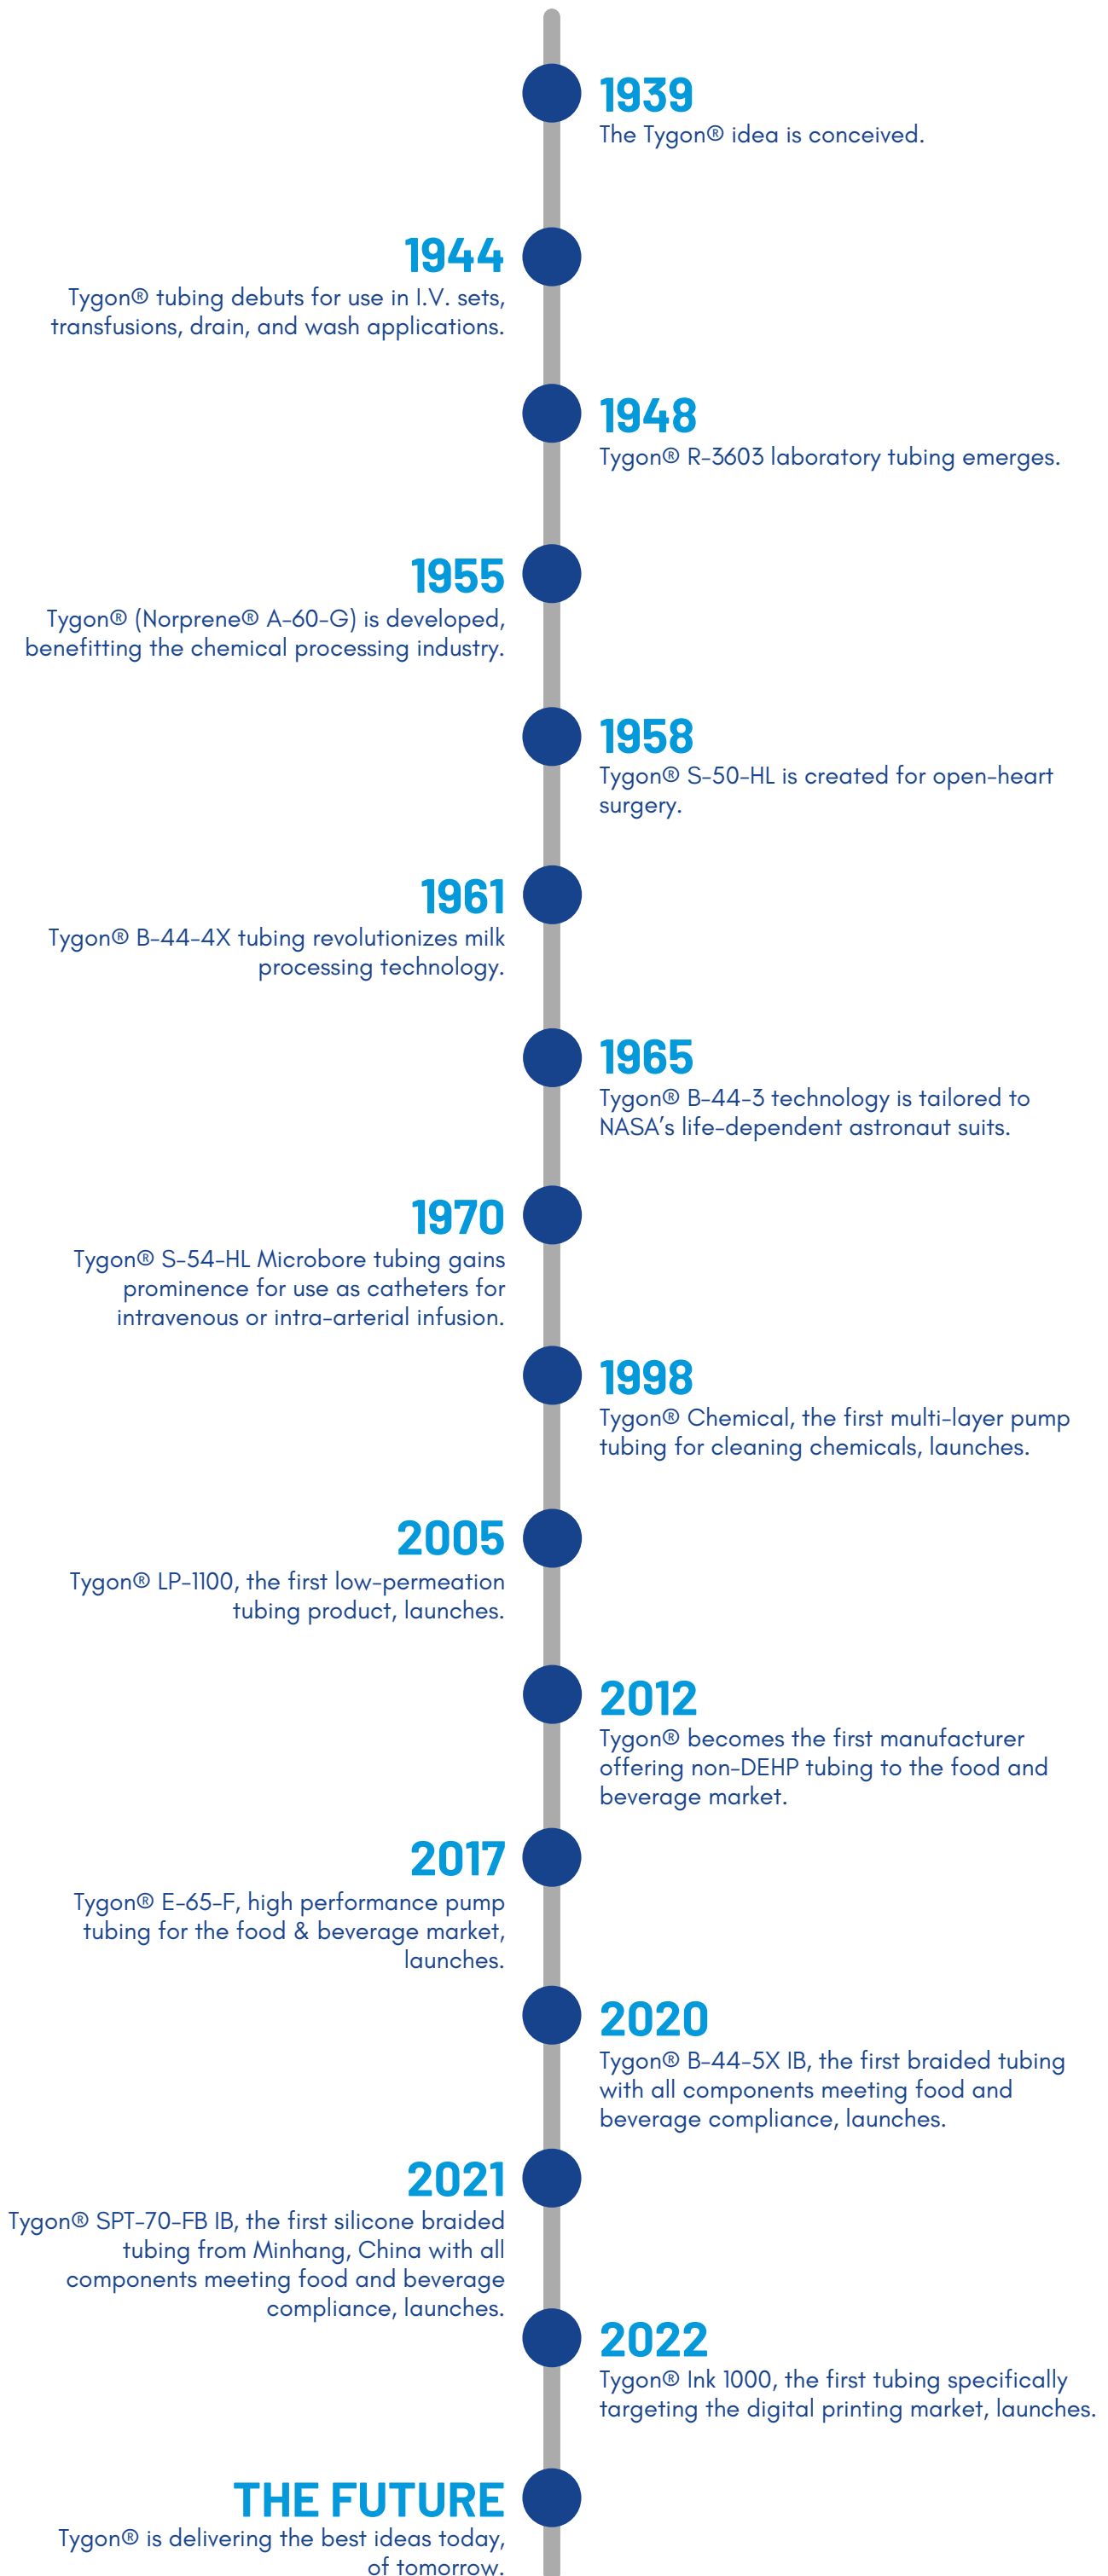 1939
The Tygon® idea is conceived.
1944
Tygon® tubing debuts for use in I.V. sets,
transfusions, drain, and wash applications.
1948
Tygon® R-3603 laboratory tubing emerges.
1955
Tygon® (Norprene® A-60-G) is developed,
benefitting the chemical processing industry.
1958
Tygon® S-50-HL is created for open-heart
surgery.
1961
Tygon® B-44-4X tubing revolutionizes milk
processing technology.
1965
Tygon® B-44-3 technology is tailored to
NASA's life-dependent astronaut suits.
1970
Tygon® S-54-HL Microbore tubing gains
prominence for use as catheters for
intravenous or intra-arterial infusion.
1998
Tygon® Chemical, the first multi-layer pump
tubing for cleaning chemicals, launches.
2005
Tygon® LP-1100, the first low-permeation
tubing product, launches.
2012
Tygon® becomes the first manufacturer
offering non-DEHP tubing to the food and
beverage market.
2017
Tygon® E-65-F, high performance pump
tubing for the food & beverage market,
launches.
2020
Tygon® B-44-5X IB, the first braided tubing
with all components meeting food and
beverage compliance, launches.
2021
Tygon® SPT-70-FB IB, the first silicone braided
tubing from Minhang, China with all
components meeting food and beverage
compliance, launches.
2022
Tygon® Ink 1000, the first tubing specifically
targeting the digital printing market, launches.
THE FUTURE
Tygon® is delivering the best ideas today,
of tomorrow.